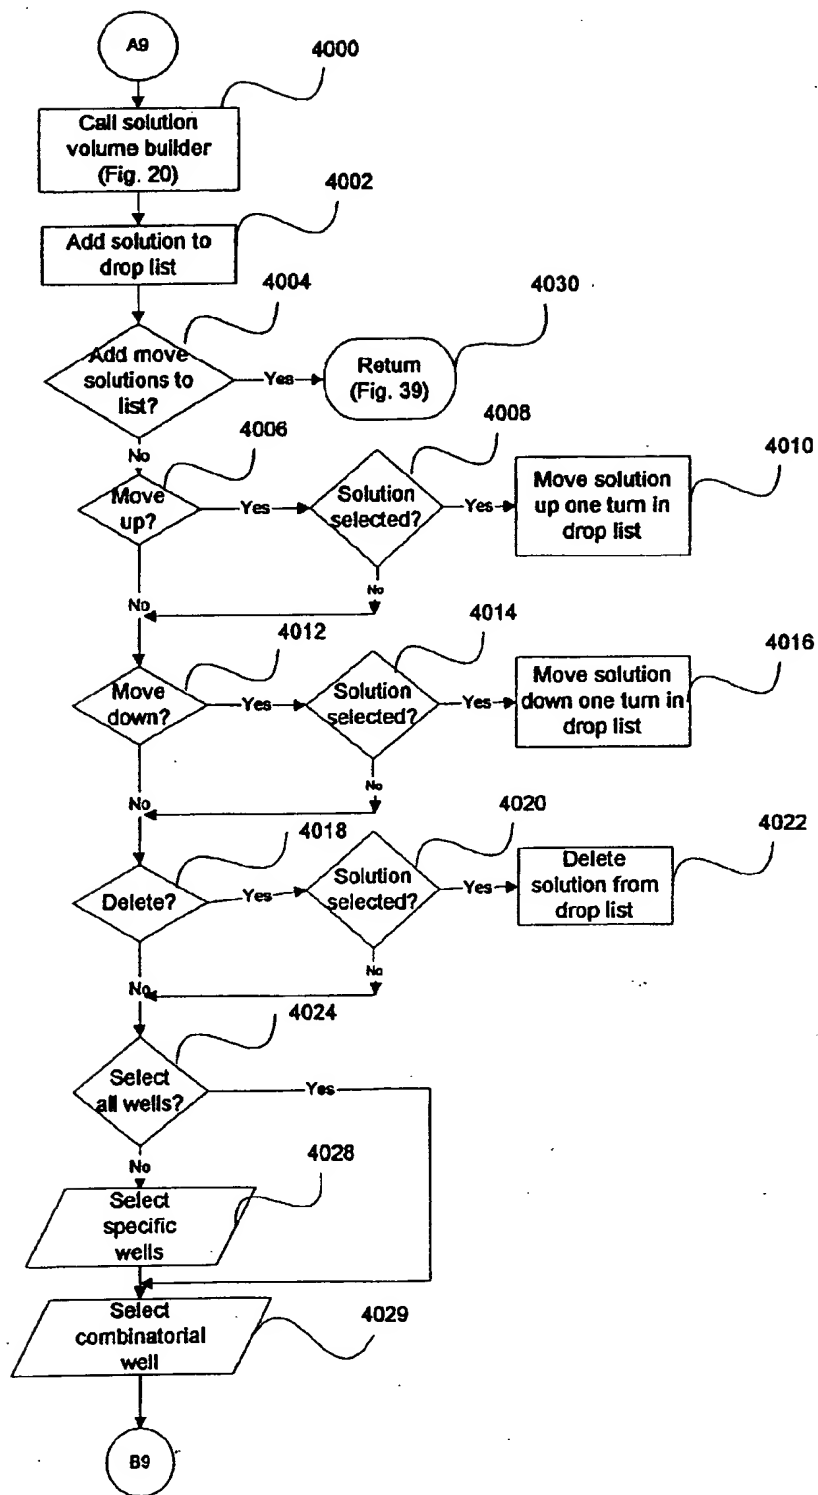 A9
4000
Call solution
volume builder
(Fig. 20)
4002
Add solution to
drop list
4004
Add move
solutions to
list?
Yes
4030
Return
(Fig. 39)
No
4006
Move
up?
Yes
4008
Solution
selected?
Yes
4010
Move solution
up one turn in
drop list
No
No
4012
Move
down?
Yes
4014
Solution
selected?
Yes
4016
Move solution
down one turn in
drop list
No
No
4018
Delete?
Yes
4020
Solution
selected?
Yes
4022
Delete
solution from
drop list
No
No
4024
Select
all wells?
Yes
No
4028
Select
specific
wells
Select
combinatorial
well
4029
B9